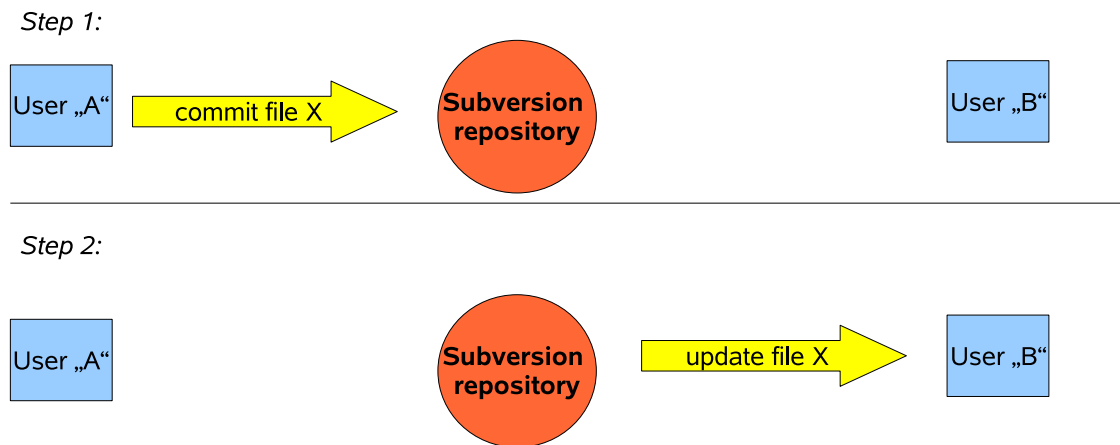 Step 1:
User „A“
commit file X
Subversion
repository
User „B“
Step 2:
User „A“
Subversion
repository
update file X
User „B“